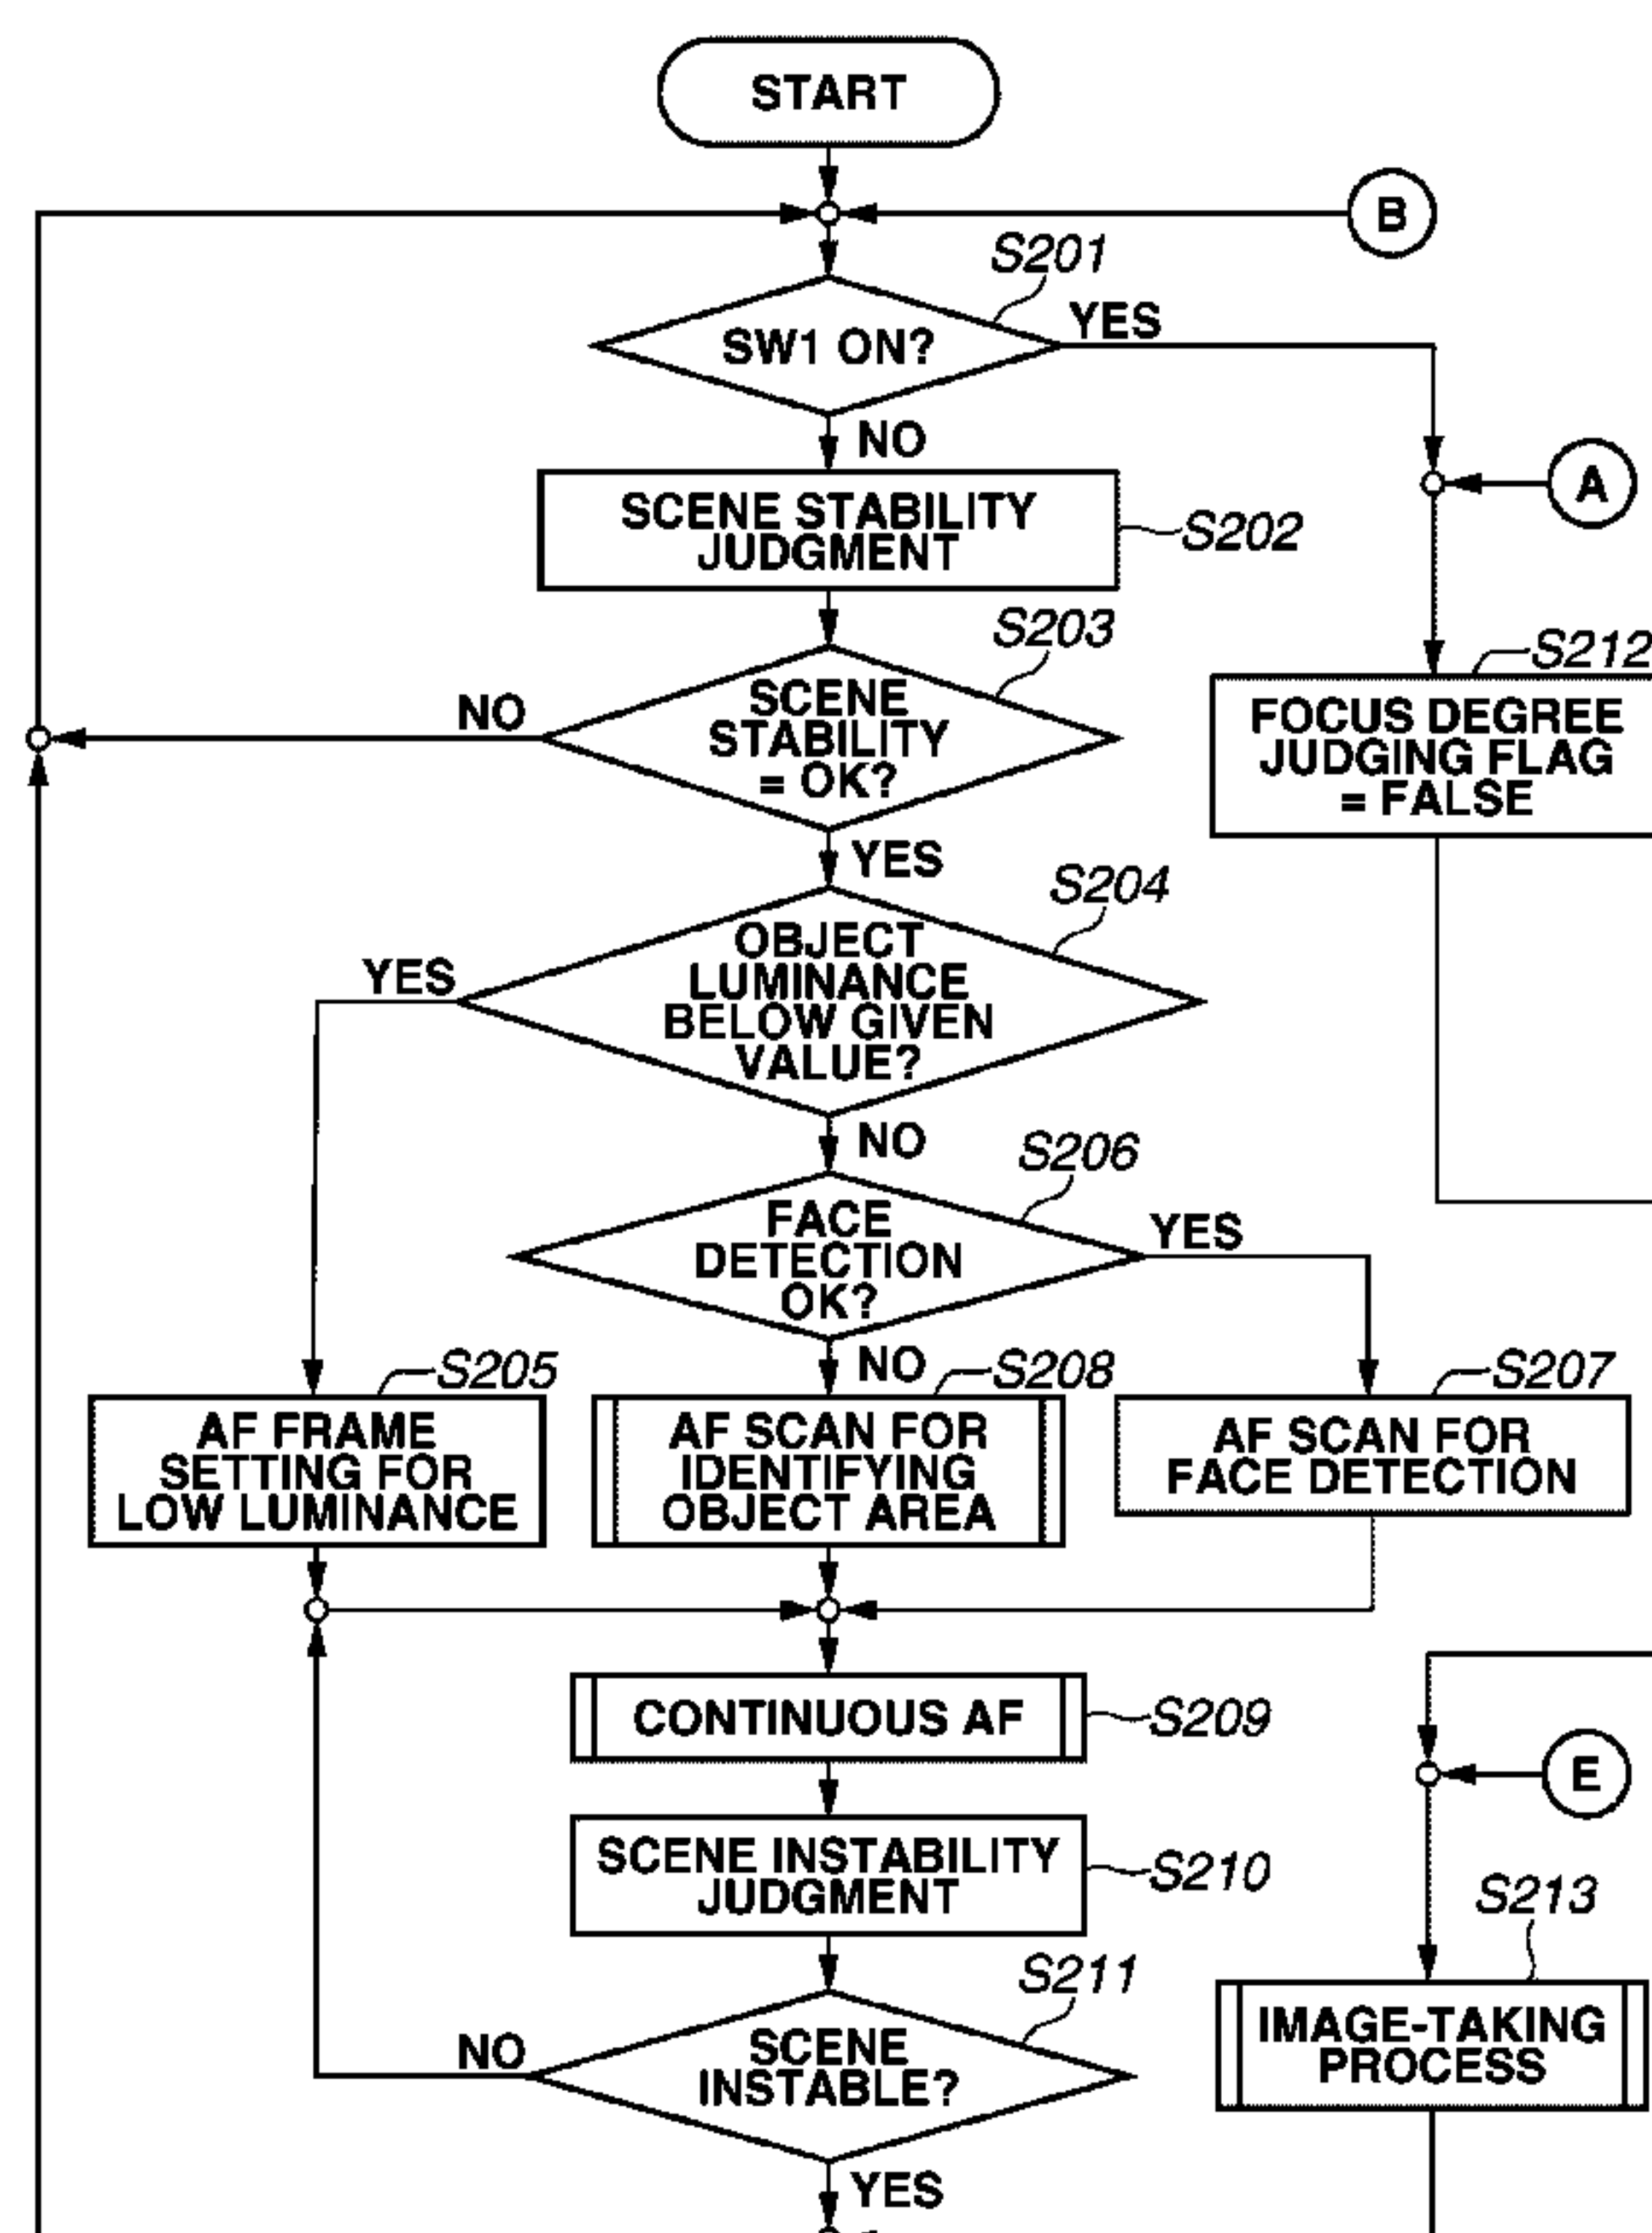 START
B
S201
SW1 ON?
YES
NO
A
SCENE STABILITY
JUDGMENT
S202
S203
SCENE
STABILITY
= OK?
NO
YES
S212
FOCUS DEGREE
JUDGING FLAG
= FALSE
S204
OBJECT
LUMINANCE
BELOW GIVEN
VALUE?
YES
NO
S206
FACE
DETECTION
OK?
YES
NO
S205
AF FRAME
SETTING FOR
LOW LUMINANCE
S208
AF SCAN FOR
IDENTIFYING
OBJECT AREA
S207
AF SCAN FOR
FACE DETECTION
CONTINUOUS AF
S209
E
SCENE INSTABILITY
JUDGMENT
S210
S213
IMAGE-TAKING
PROCESS
S211
SCENE
INSTABLE?
NO
YES